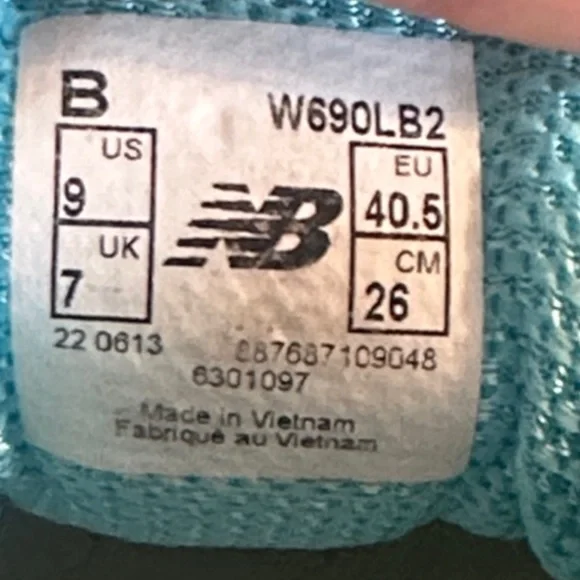 B
W690LB2
US
9
UK
7
NB
EU
40.5
CM
26
22 0613
887687109048
6301097
Made in Vietnam
Fabriqué au Vietnam